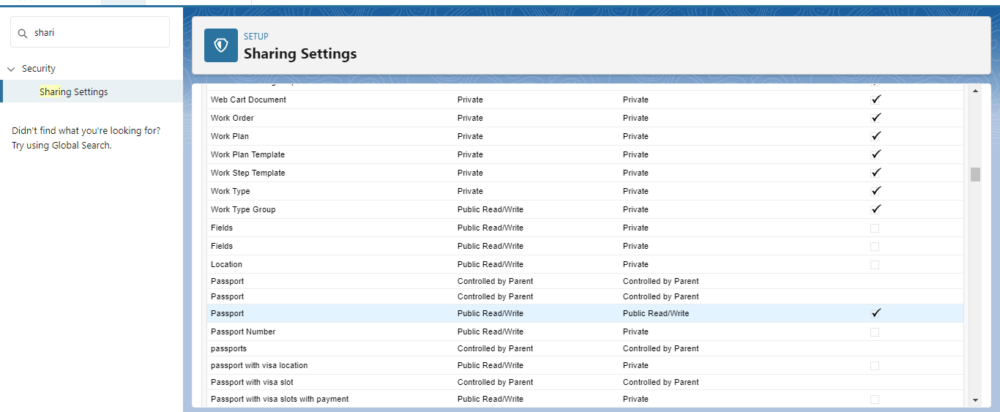 shari
Security
Sharing Settings
Didn't find what you're looking for?
Try using Global Search.
SETUP
Sharing Settings
Web Cart Document Private Private
Work Order Private Private
Work Plan Private Private
Work Plan Template Private Private
Work Step Template Private Private
Work Type Private Private
Work Type Group Public Read/Write Private
Fields Public Read/Write Private
Fields Public Read/Write Private
Location Public Read/Write Private
Passport Controlled by Parent Controlled by Parent
Passport Controlled by Parent Controlled by Parent
Passport Public Read/Write Public Read/Write
Passport Number Public Read/Write Private
passports Controlled by Parent Controlled by Parent
passport with visa location Public Read/Write Private
Passport with visa slot Controlled by Parent Controlled by Parent
Passport with visa slots with payment Public Read/Write Private